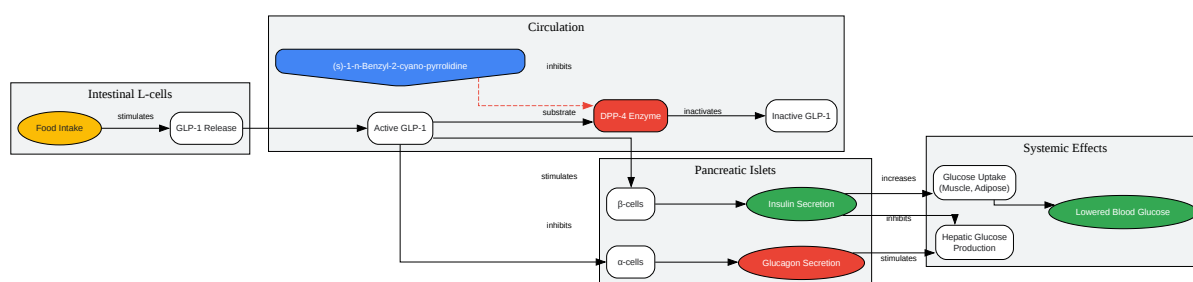 Circulation
(s)-1-n-Benzyl-2-cyano-pyrrolidine
inhibits
Intestinal L-cells
Food Intake
stimulates
GLP-1 Release
Active GLP-1
substrate
DPP-4 Enzyme
inactivates
Inactive GLP-1
Pancreatic Islets
stimulates
β-cells
Insulin Secretion
inhibits
α-cells
Glucagon Secretion
Systemic Effects
increases
Glucose Uptake
(Muscle, Adipose)
Lowered Blood Glucose
inhibits
Hepatic Glucose
Production
stimulates